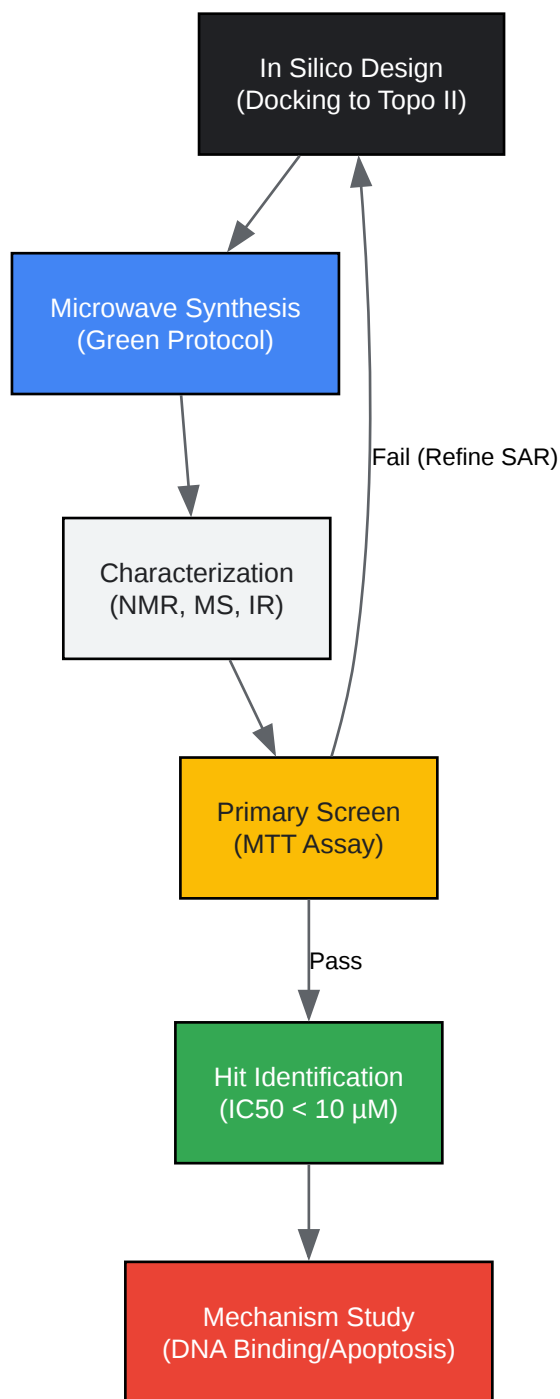 In Silico Design
(Docking to Topo II)
Microwave Synthesis
(Green Protocol)
Fail (Refine SAR)
Characterization
(NMR, MS, IR)
Primary Screen
(MTT Assay)
Pass
Hit Identification
(IC50 < 10 µM)
Mechanism Study
(DNA Binding/Apoptosis)